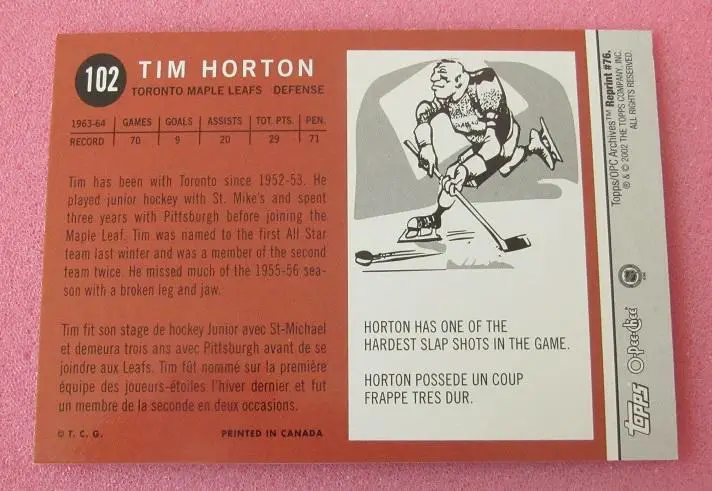 102 TIM HORTON
TORONTO MAPLE LEAFS DEFENSE
1963-64 GAMES GOALS ASSISTS TOT. PTS. PEN.
RECORD 70 9 20 29 71
Tim has been with Toronto since 1952-53. He
played junior hockey with St. Mike's and spent
three years with Pittsburgh before joining the
Maple Leaf. Tim was named to the first All Star
team last winter and was a member of the second
team twice. He missed much of the 1955-56 sea-
son with a broken leg and jaw.
Tim fit son stage de hockey Junior avec St-Michael
et demeura trois ans avec Pittsburgh avant de se
joindre aux Leafs. Tim fût nommé sur la première
équipe des joueurs-étoiles l'hiver dernier et fut
un membre de la seconde en deux occasions.
© T. C. G. PRINTED IN CANADA
HORTON HAS ONE OF THE
HARDEST SLAP SHOTS IN THE GAME.
HORTON POSSEDE UN COUP
FRAPPE TRES DUR.
Topps/OPC Archives™ Reprint #76.
® & © 2002 THE TOPPS COMPANY, INC.
ALL RIGHTS RESERVED.
topps O-Pee-Chee